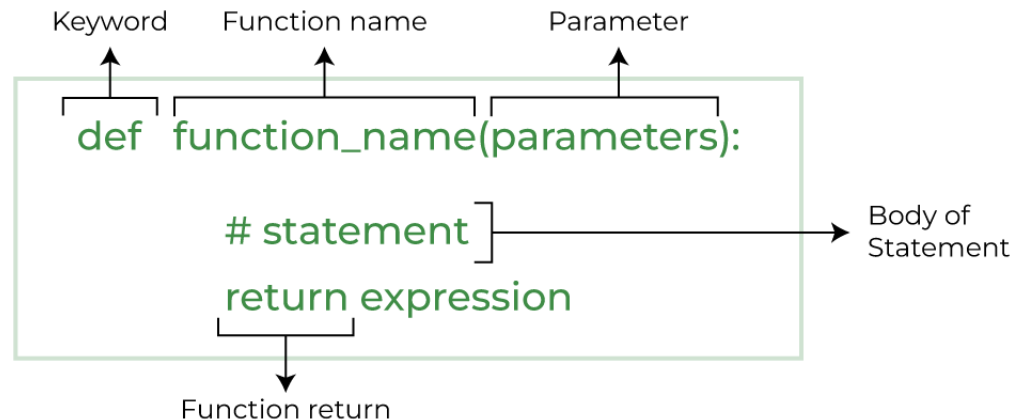 Keyword Function name Parameter
def function_name(parameters):
# statement
Body of
Statement
return expression
Function return